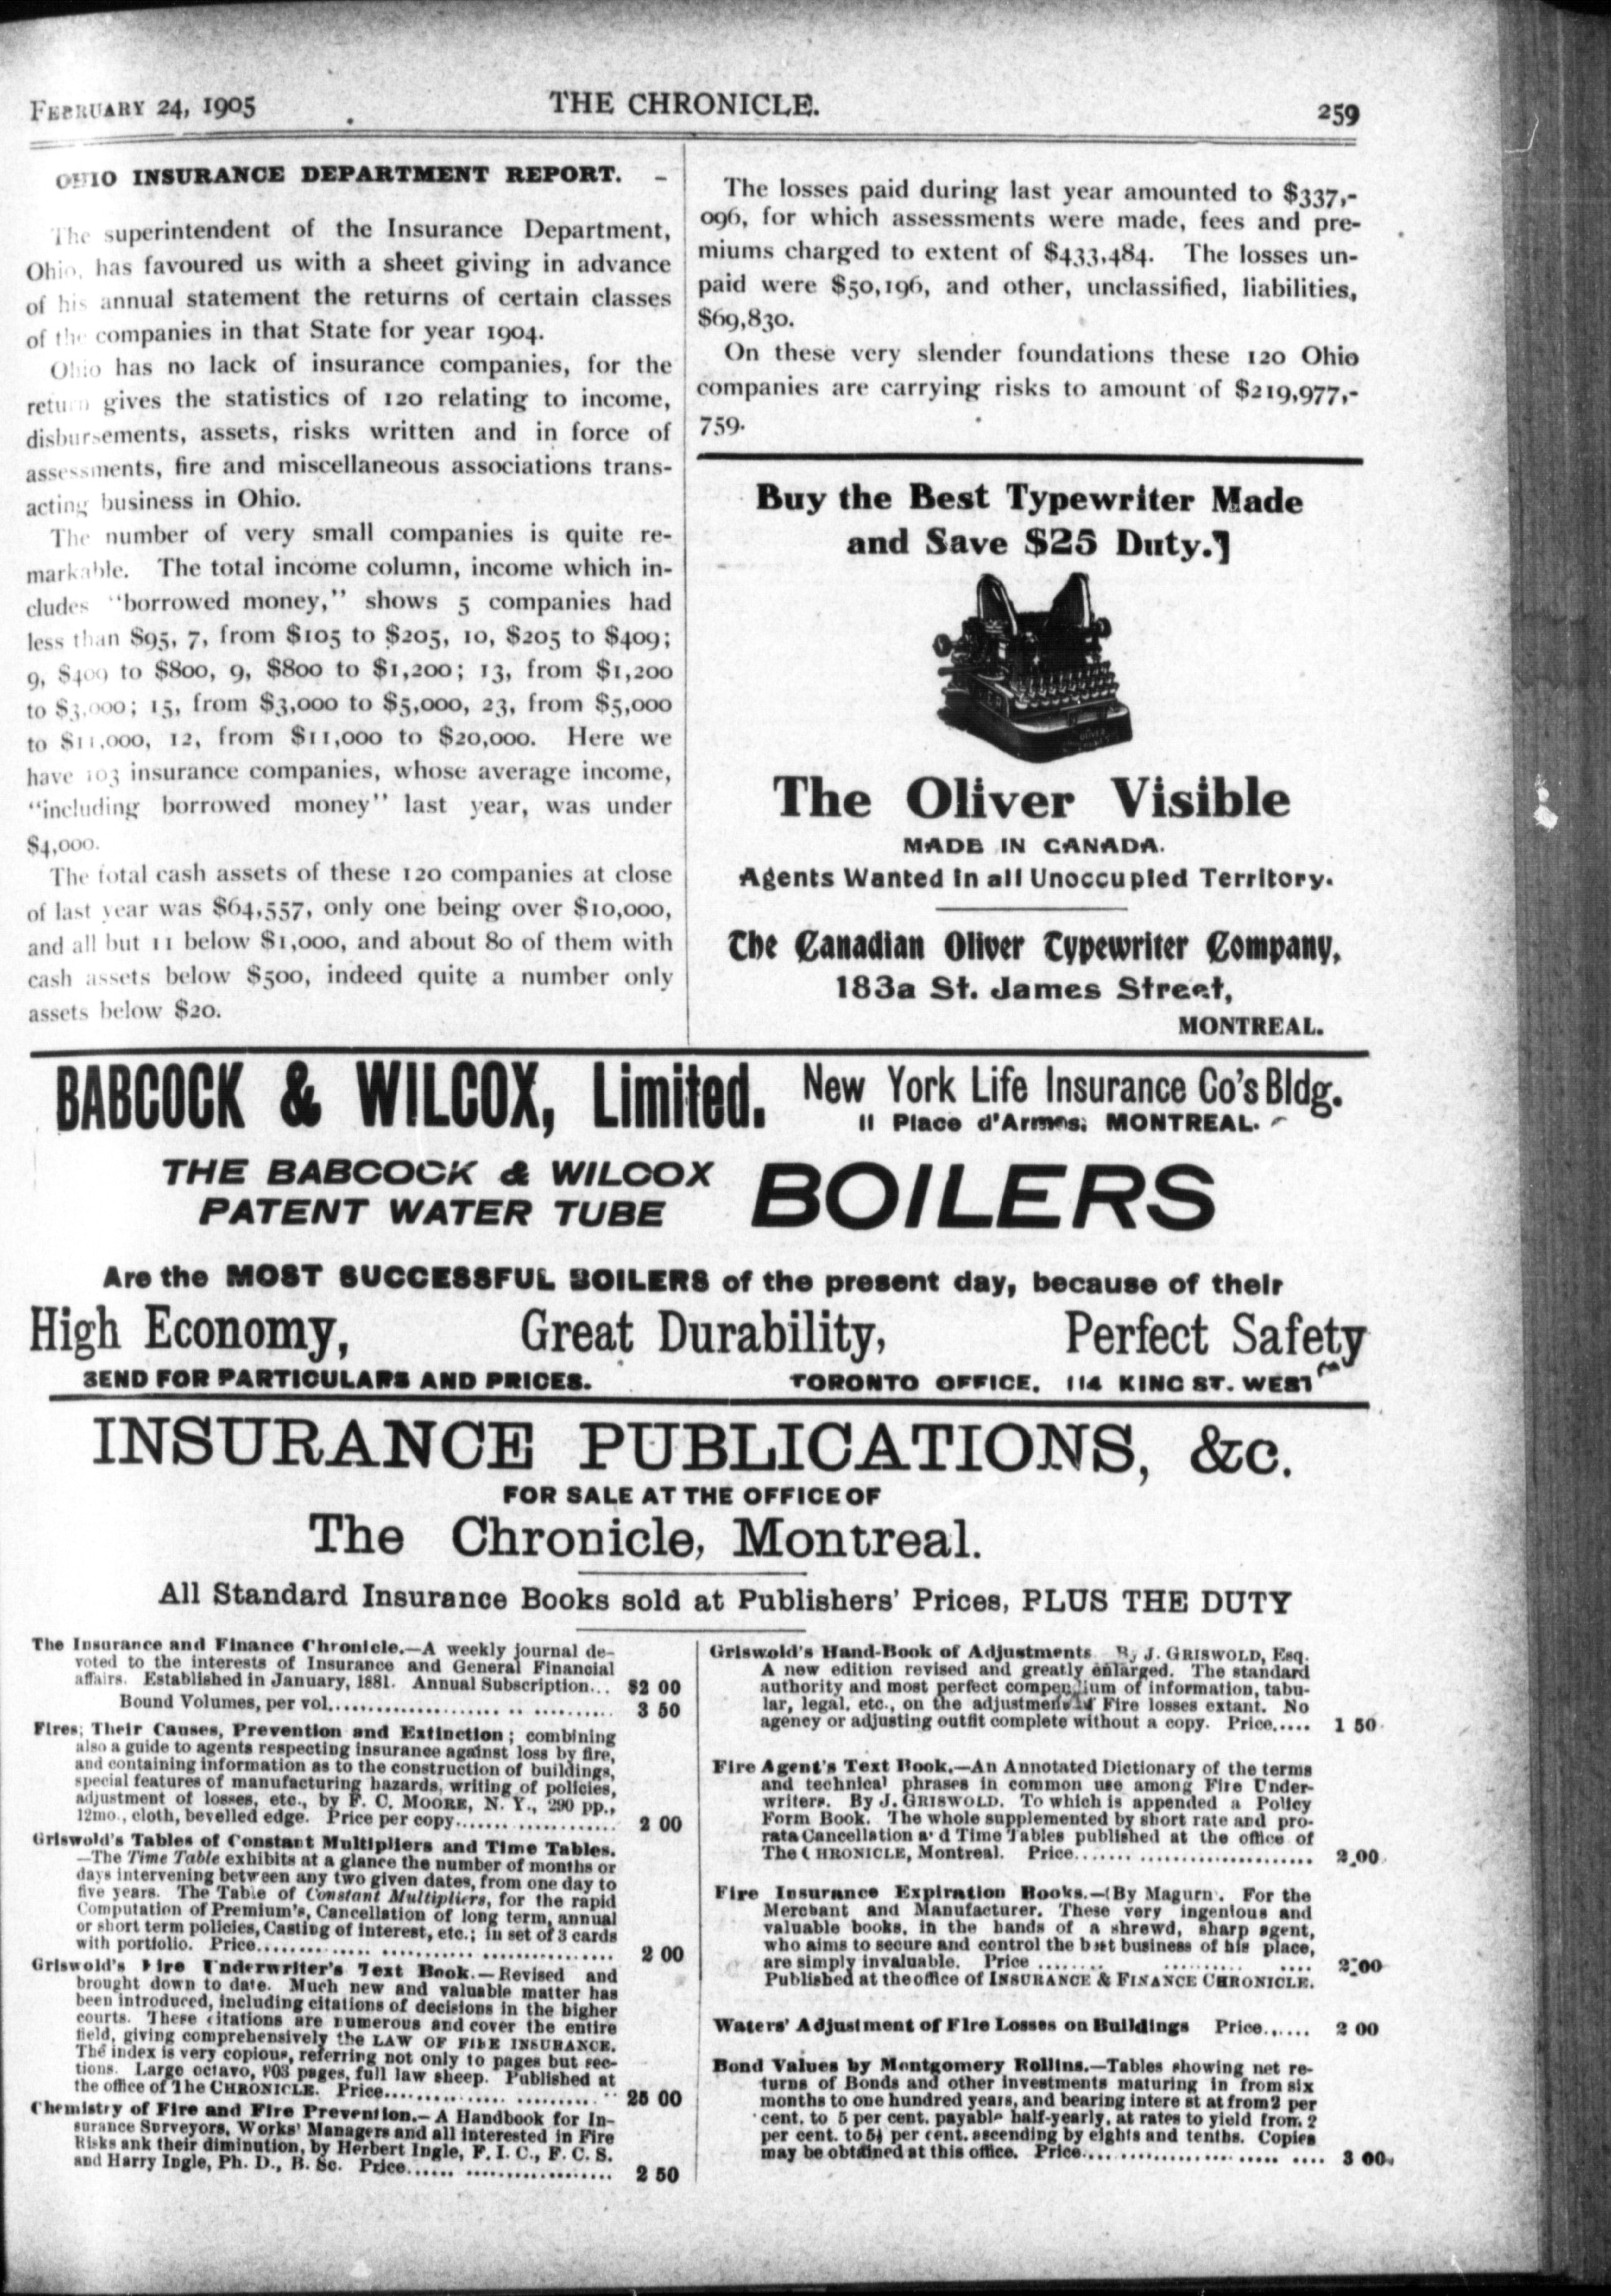 FEBRUARY 24, 1905
THE CHRONICLE.
259
OHIO INSURANCE DEPARTMENT REPORT.
The superintendent of the Insurance Department,
Ohio, has favoured us with a sheet giving in advance
of his annual statement the returns of certain classes
of the companies in that State for year 1904.
Ohio has no lack of insurance companies, for the
return gives the statistics of 120 relating to income,
disbursements, assets, risks written and in force of
assessments, fire and miscellaneous associations trans-
acting business in Ohio.
The number of very small companies is quite re-
markable. The total income column, income which in-
cludes "borrowed money," shows 5 companies had
less than $95, 7, from $105 to $205, 10, $205 to $409;
9, $409 to $800, 9, $800 to $1,200; 13, from $1,200
to $3,000; 15, from $3,000 to $5,000, 23, from $5,000
to $11,000, 12, from $11,000 to $20,000. Here we
have 103 insurance companies, whose average income,
"including borrowed money" last year, was under
$4,000.
The total cash assets of these 120 companies at close
of last year was $64,557, only one being over $10,000,
and all but 11 below $1,000, and about 80 of them with
cash assets below $500, indeed quite a number only
assets below $20.
The losses paid during last year amounted to $337,-
096, for which assessments were made, fees and pre-
miums charged to extent of $433,484. The losses un-
paid were $50,196, and other, unclassified, liabilities,
$69,830.
On these very slender foundations these 120 Ohio
companies are carrying risks to amount of $219,977,-
759.
Buy the Best Typewriter Made
and Save $25 Duty.
The Oliver Visible
MADE IN CANADA.
Agents Wanted in all Unoccupied Territory.
The Canadian Oliver Typewriter Company,
183a St. James Street,
MONTREAL.
BABCOCK & WILCOX, Limited.
New York Life Insurance Co's Bldg.
11 Place d'Armes, MONTREAL.
THE BABCOCK & WILCOX
PATENT WATER TUBE
BOILERS
Are the MOST SUCCESSFUL BOILERS of the present day, because of their
High Economy, Great Durability, Perfect Safety
SEND FOR PARTICULARS AND PRICES. TORONTO OFFICE, 114 KING ST. WEST
INSURANCE PUBLICATIONS, &c.
FOR SALE AT THE OFFICE OF
The Chronicle, Montreal.
All Standard Insurance Books sold at Publishers' Prices, PLUS THE DUTY
The Insurance and Finance Chronicle.—A weekly journal de-
voted to the interests of Insurance and General Financial
affairs. Established in January, 1881. Annual Subscription... $2 00
Bound Volumes, per vol.................. 3 50
Fires; Their Causes, Prevention and Extinction; combining
also a guide to agents respecting insurance against loss by fire,
and containing information as to the construction of buildings,
special features of manufacturing hazards, writing of policies,
adjustment of losses, etc., by F. C. MOORE, N. Y., 290 pp.,
12mo., cloth, bevelled edge. Price per copy.................. 2 00
Griswold's Tables of Constant Multipliers and Time Tables.
—The Time Table exhibits at a glance the number of months or
days intervening between any two given dates, from one day to
five years. The Table of Constant Multipliers, for the rapid
Computation of Premium's, Cancellation of long term, annual
or short term policies, Casting of Interest, etc.; in set of 3 cards
with portfolio. Price.................. 2 00
Griswold's Fire Underwriter's Text Book.—Revised and
brought down to date. Much new and valuable matter has
been introduced, including citations of decisions in the higher
courts. These citations are numerous and cover the entire
field, giving comprehensively the LAW OF FIRE INSURANCE.
The index is very copious, referring not only to pages but sec-
tions. Large octavo, 903 pages, full law sheep. Published at
the office of The CHRONICLE. Price.................. 25 00
Chemistry of Fire and Fire Prevention.—A Handbook for In-
surance Surveyors, Works' Managers and all interested in Fire
Risks ank their diminution, by Herbert Ingle, F. I. C., F. C. S.
and Harry Ingle, Ph. D., B. Sc. Price.................. 2 50
Griswold's Hand-Book of Adjustments By J. GRISWOLD, Esq.
A new edition revised and greatly enlarged. The standard
authority and most perfect compendium of information, tabu-
lar, legal, etc., on the adjustment of Fire losses extant. No
agency or adjusting outfit complete without a copy. Price..... 1 50
Fire Agent's Text Book.—An Annotated Dictionary of the terms
and technical phrases in common use among Fire Under-
writers. By J. GRISWOLD. To which is appended a Policy
Form Book. The whole supplemented by short rate and pro-
rata Cancellation and Time Tables published at the office of
The CHRONICLE, Montreal. Price.................. 2.00
Fire Insurance Expiration Books.—(By Magurn. For the
Merchant and Manufacturer. These very ingenious and
valuable books, in the hands of a shrewd, sharp agent,
who aims to secure and control the best business of his place,
are simply invaluable. Price .................. 2.00
Published at the office of INSURANCE & FINANCE CHRONICLE.
Waters' Adjustment of Fire Losses on Buildings Price....... 2 00
Bond Values by Montgomery Rollins.—Tables showing net re-
turns of Bonds and other investments maturing in from six
months to one hundred years, and bearing interest at from 2 per
cent. to 5 per cent. payable half-yearly, at rates to yield from 2
per cent. to 5½ per cent. ascending by eights and tenths. Copies
may be obtained at this office. Price.................. 3 00